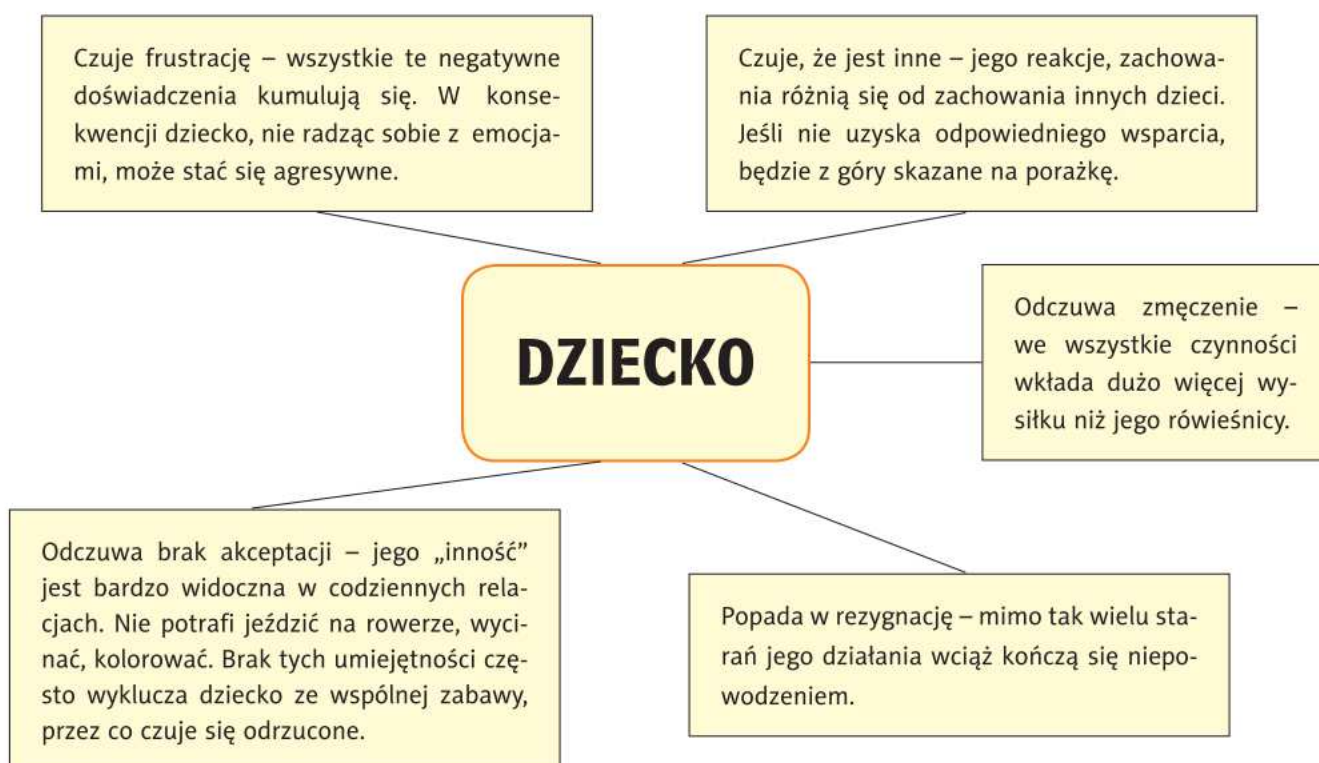 Czuje frustrację – wszystkie te negatywne
doświadczenia kumulują się. W konse-
kwencji dziecko, nie radząc sobie z emocja-
mi, może stać się agresywne.
Czuje, że jest inne – jego reakcje, zachowa-
nia różnią się od zachowania innych dzieci.
Jeśli nie uzyska odpowiedniego wsparcia,
będzie z góry skazane na porażkę.
DZIECKO
Odczuwa zmęczenie –
we wszystkie czynności
wkłada dużo więcej wy-
siłku niż jego rówieśnicy.
Odczuwa brak akceptacji – jego „inność”
jest bardzo widoczna w codziennych rela-
cjach. Nie potrafi jeździć na rowerze, wyci-
nać, kolorować. Brak tych umiejętności czę-
sto wyklucza dziecko ze wspólnej zabawy,
przez co czuje się odrzucone.
Popada w rezygnację – mimo tak wielu sta-
rań jego działania wciąż kończą się niepo-
wodzeniem.